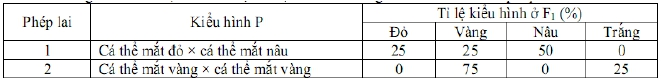 Phép lai Kiểu hình P Tỉ lệ kiểu hình ở F1 (%)
Đỏ Vàng Nâu Trắng
1 Cá thể mắt đỏ × cá thể mắt nâu 25 25 50 0
2 Cá thể mắt vàng × cá thể mắt vàng 0 75 0 25